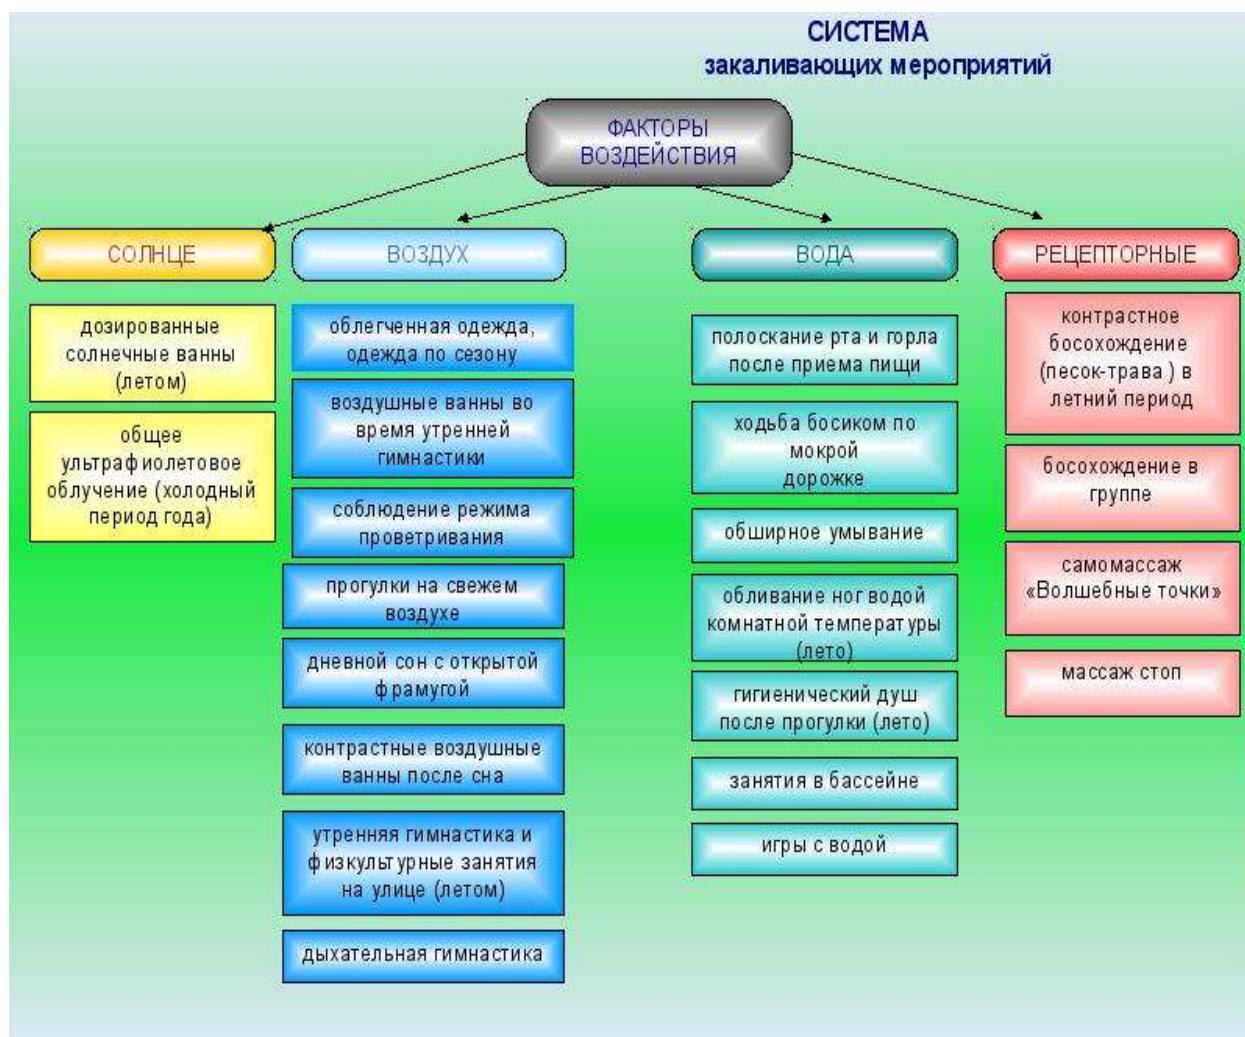 СИСТЕМА
закаливающих мероприятий
ФАКТОРЫ
ВОЗДЕЙСТВИЯ
СОЛНЦЕ
дозированные
солнечные ванны
(летом)
общее
ультрафиолетовое
облучение (холодный
период года)
ВОЗДУХ
облегченная одежда,
одежда по сезону
воздушные ванны во
время утренней
гимнастики
соблюдение режима
проветривания
прогулки на свежем
воздухе
дневной сон с открытой
фрамугой
контрастные воздушные
ванны после сна
утренняя гимнастика и
физкультурные занятия
на улице (летом)
дыхательная гимнастика
ВОДА
полоскание рта и горла
после приема пищи
ходьба босиком по
мокрой
дорожке
обширное умывание
обливание ног водой
комнатной температуры
(лето)
гигиенический душ
после прогулки (лето)
занятия в бассейне
игры с водой
РЕЦЕПТОРНЫЕ
контрастное
босохождение
(песок-трава ) в
летний период
босохождение в
группе
самомассаж
«Волшебные точки»
массаж стоп